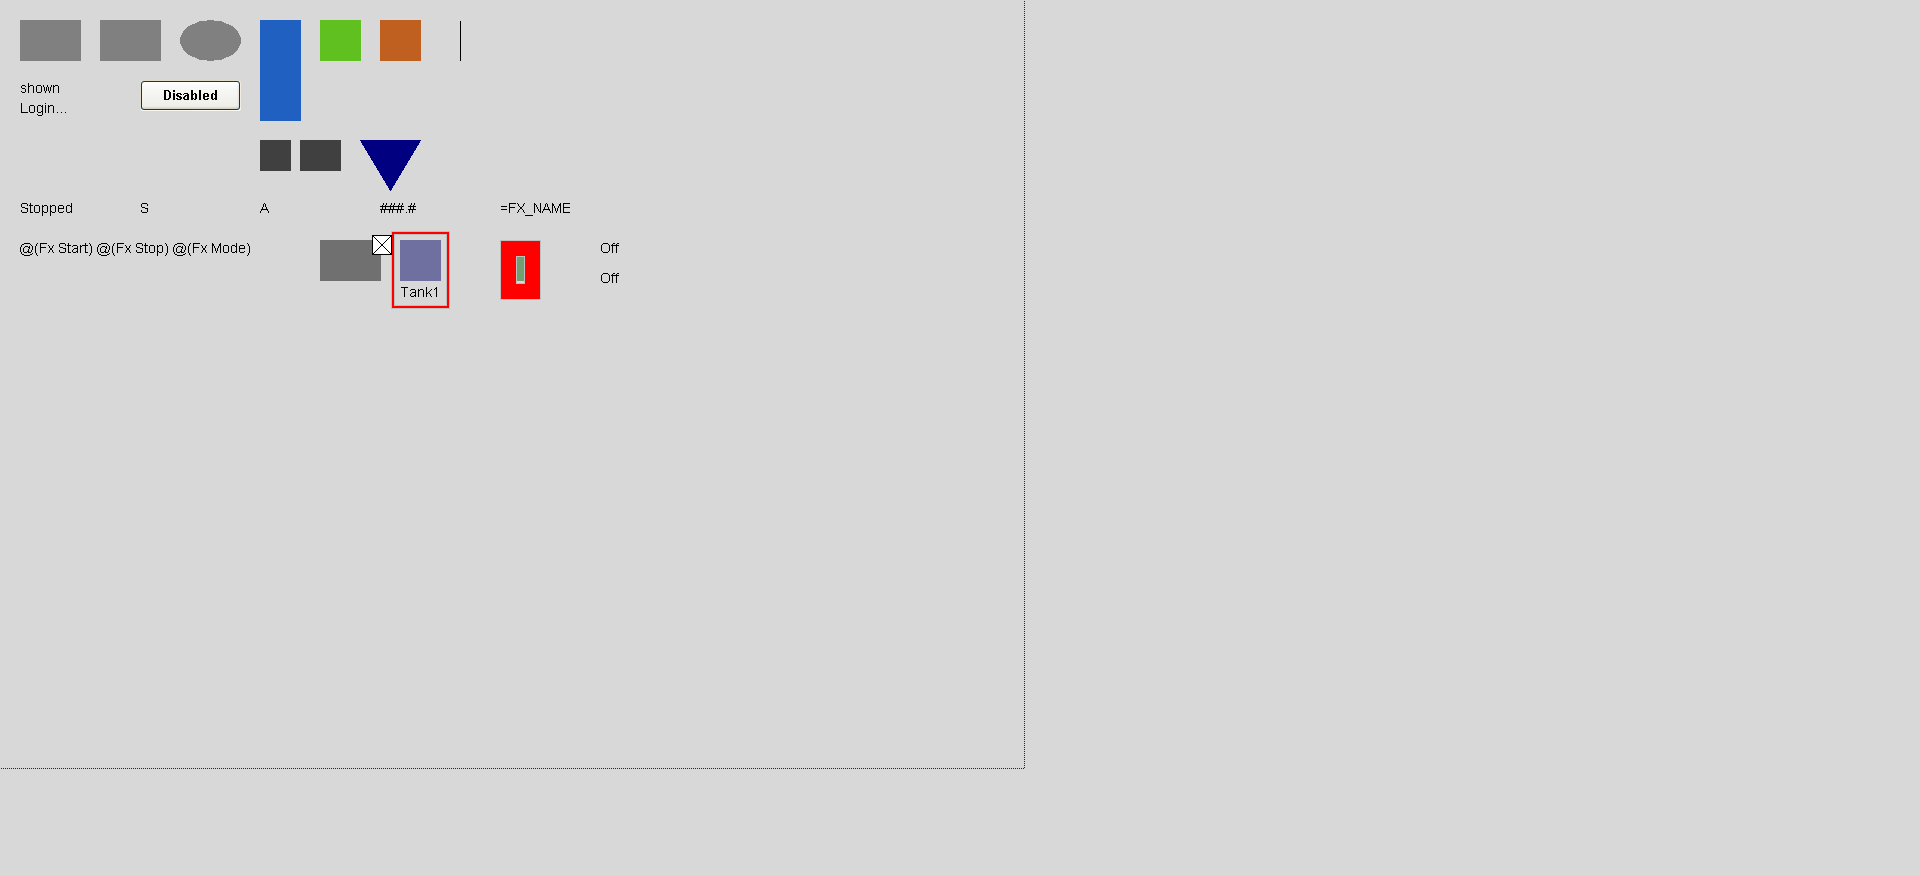 shown
Disabled
Login...
Stopped S A ###.# =FX_NAME
@(Fx Start) @(Fx Stop) @(Fx Mode)
Off
Off
Tank1